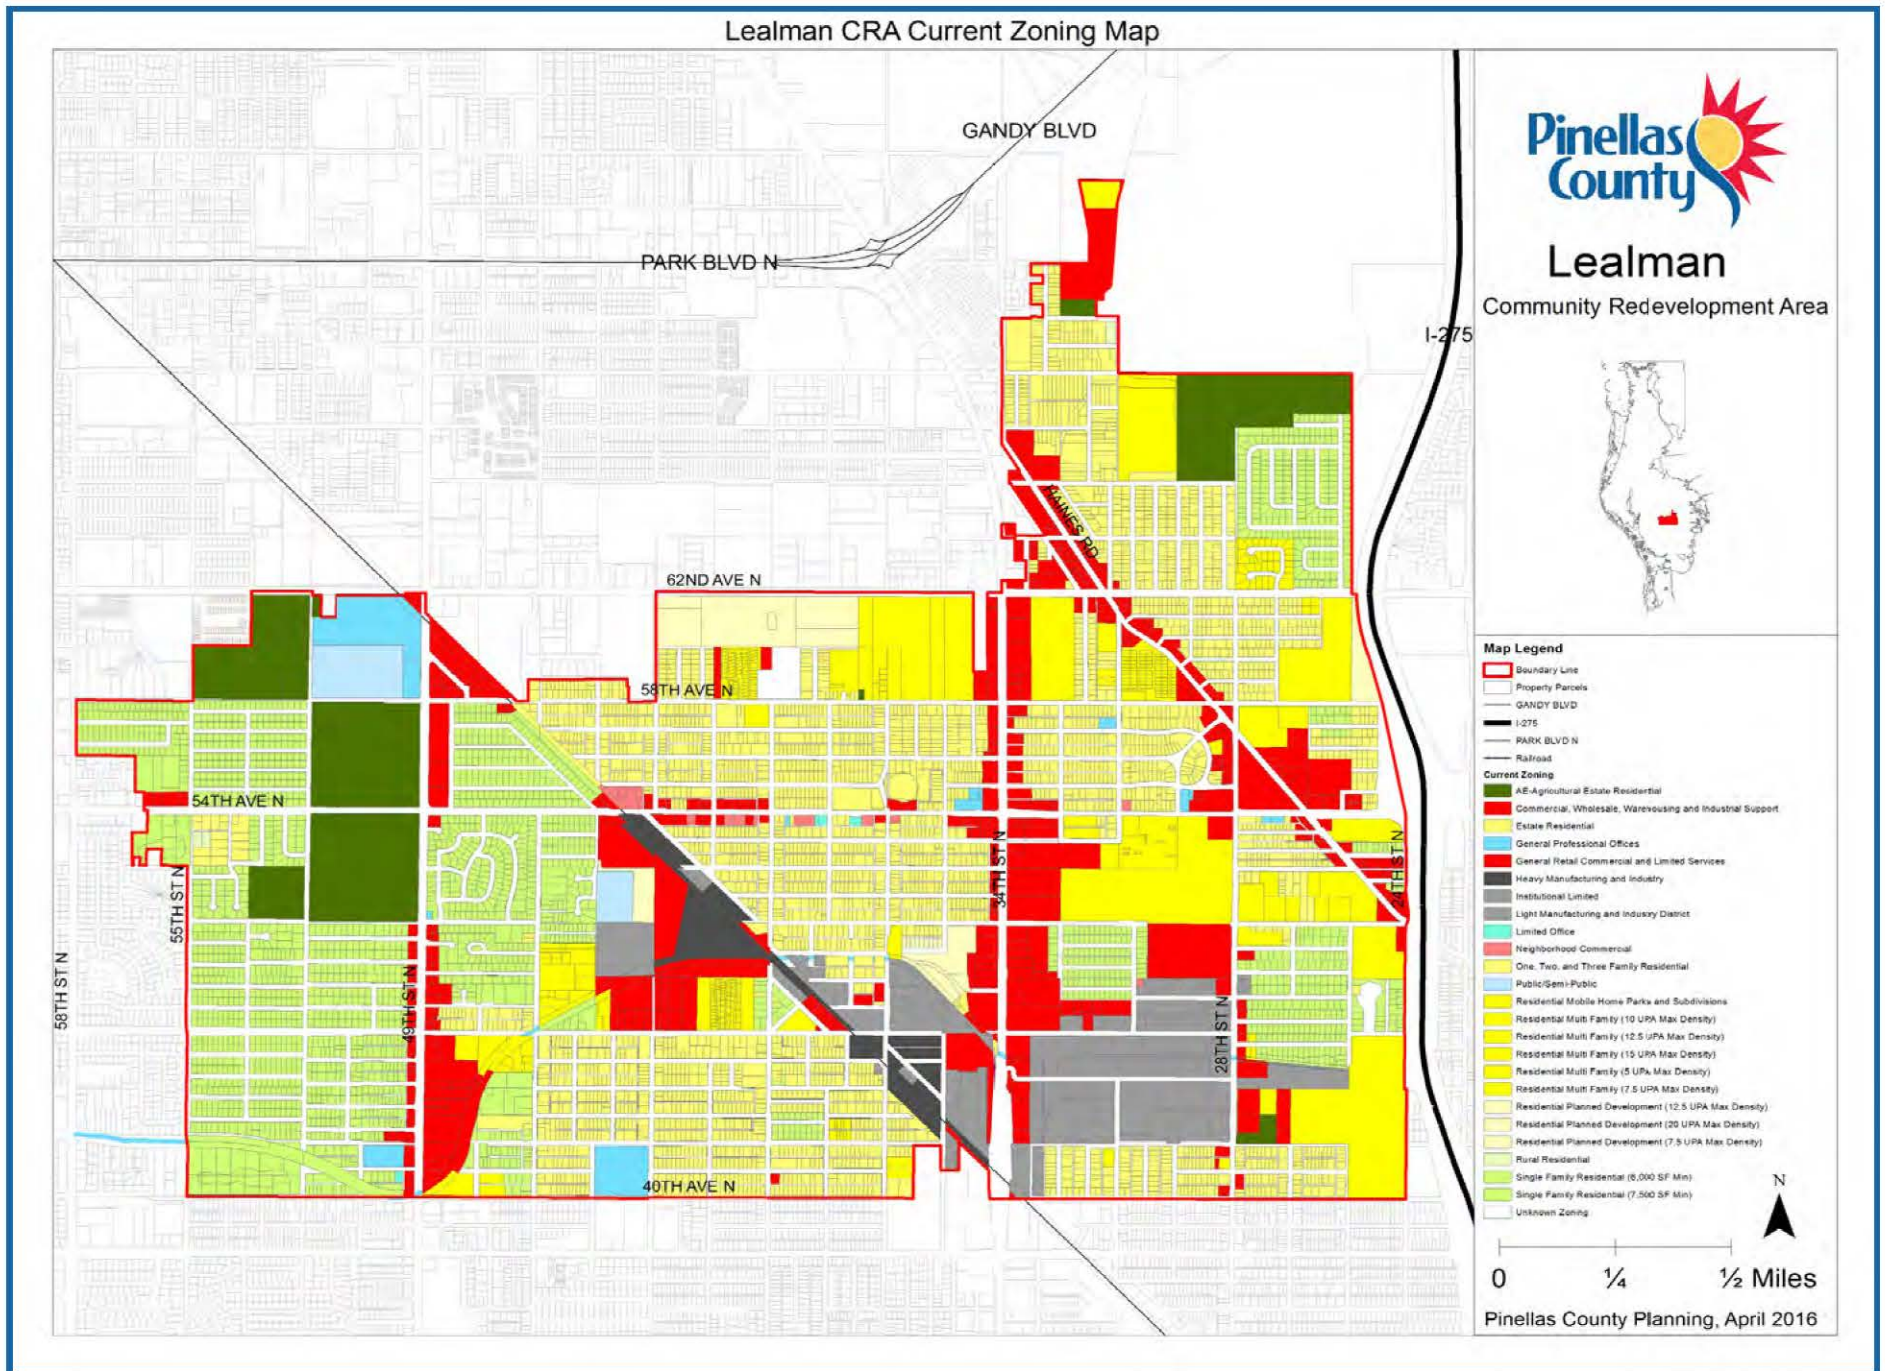 Lealman CRA Current Zoning Map
GANDY BLVD
PARK BLVD N
I-275
HAINES RD
62ND AVE N
58TH AVE N
54TH AVE N
34TH ST N
24TH ST N
55TH ST N
58TH ST N
49TH ST N
28TH ST N
40TH AVE N
Pinellas
County
Lealman
Community Redevelopment Area
Map Legend
Boundary Line
Property Parcels
GANDY BLVD
I-275
PARK BLVD N
Railroad
Current Zoning
AE-Agricultural Estate Residential
Commercial, Wholesale, Warehousing and Industrial Support
Estate Residential
General Professional Offices
General Retail Commercial and Limited Services
Heavy Manufacturing and Industry
Institutional Limited
Light Manufacturing and Industry District
Limited Office
Neighborhood Commercial
One, Two, and Three Family Residential
Public/Semi-Public
Residential Mobile Home Parks and Subdivisions
Residential Multi Family (10 UPA Max Density)
Residential Multi Family (12.5 UPA Max Density)
Residential Multi Family (15 UPA Max Density)
Residential Multi Family (5 UPA Max Density)
Residential Multi Family (7.5 UPA Max Density)
Residential Planned Development (12.5 UPA Max Density)
Residential Planned Development (20 UPA Max Density)
Residential Planned Development (7.5 UPA Max Density)
Rural Residential
Single Family Residential (6,000 SF Min)
Single Family Residential (7,500 SF Min)
Unknown Zoning
N
0 ¼ ½ Miles
Pinellas County Planning, April 2016